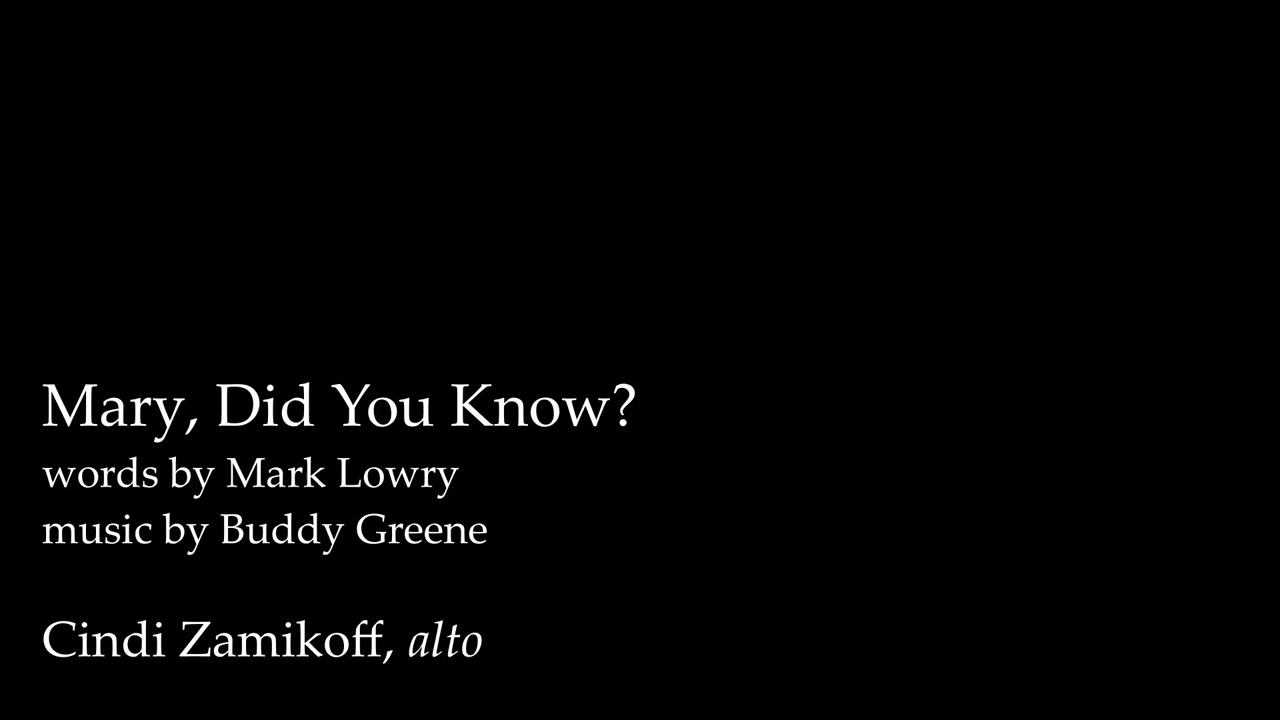 Mary, Did You Know?
words by Mark Lowry
music by Buddy Greene
Cindi Zamikoff, alto